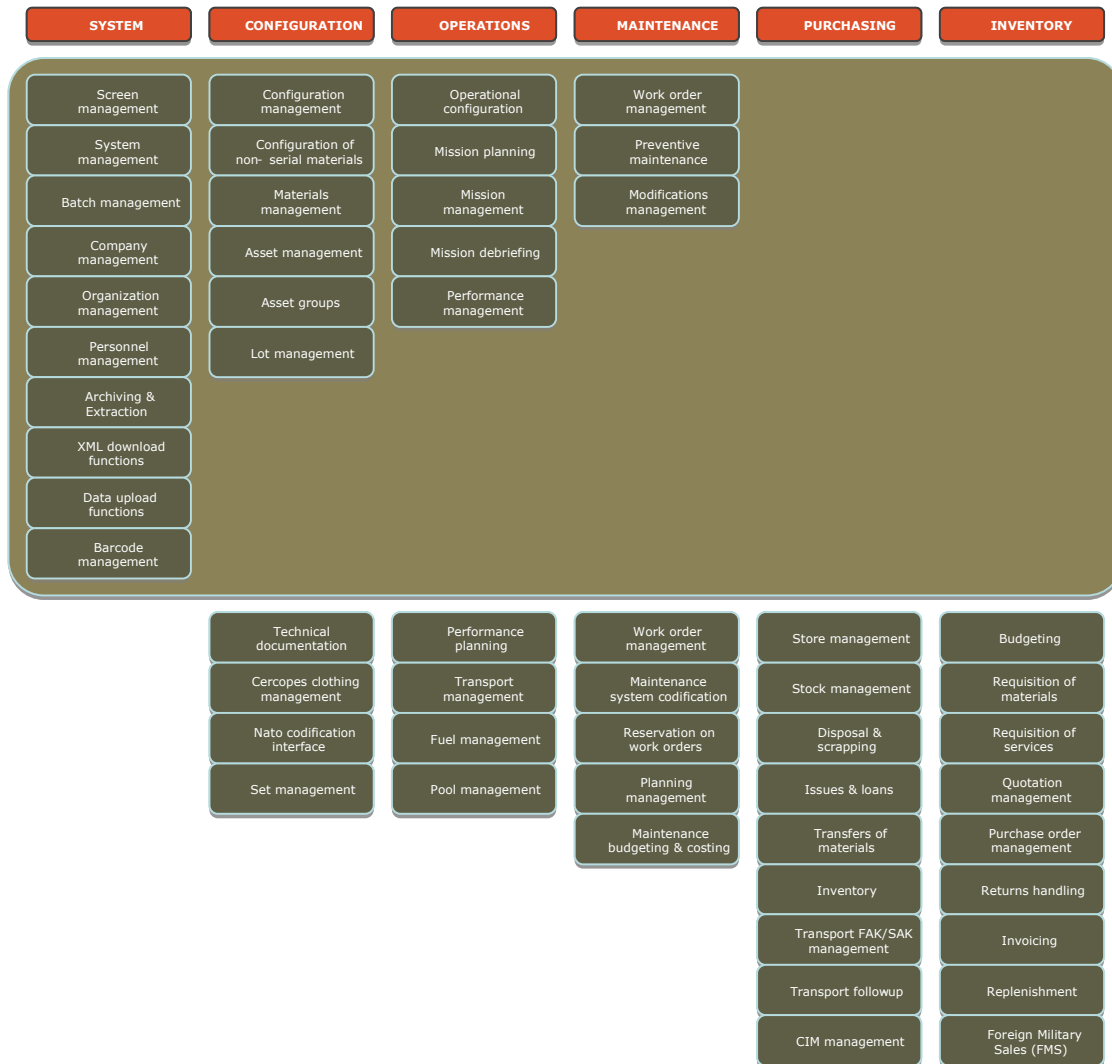 SYSTEM
CONFIGURATION
OPERATIONS
MAINTENANCE
PURCHASING
INVENTORY
Screen
management
System
management
Batch management
Company
management
Organization
management
Personnel
management
Archiving &
Extraction
XML download
functions
Data upload
functions
Barcode
management
Configuration
management
Configuration of
non- serial materials
Materials
management
Asset management
Asset groups
Lot management
Operational
configuration
Mission planning
Mission
management
Mission debriefing
Performance
management
Work order
management
Preventive
maintenance
Modifications
management
Technical
documentation
Cercopes clothing
management
Nato codification
interface
Set management
Performance
planning
Transport
management
Fuel management
Pool management
Work order
management
Maintenance
system codification
Reservation on
work orders
Planning
management
Maintenance
budgeting & costing
Store management
Stock management
Disposal &
scrapping
Issues & loans
Transfers of
materials
Inventory
Transport FAK/SAK
management
Transport follow-up
CIM management
Budgeting
Requisition of
materials
Requisition of
services
Quotation
management
Purchase order
management
Returns handling
Invoicing
Replenishment
Foreign Military
Sales (FMS)